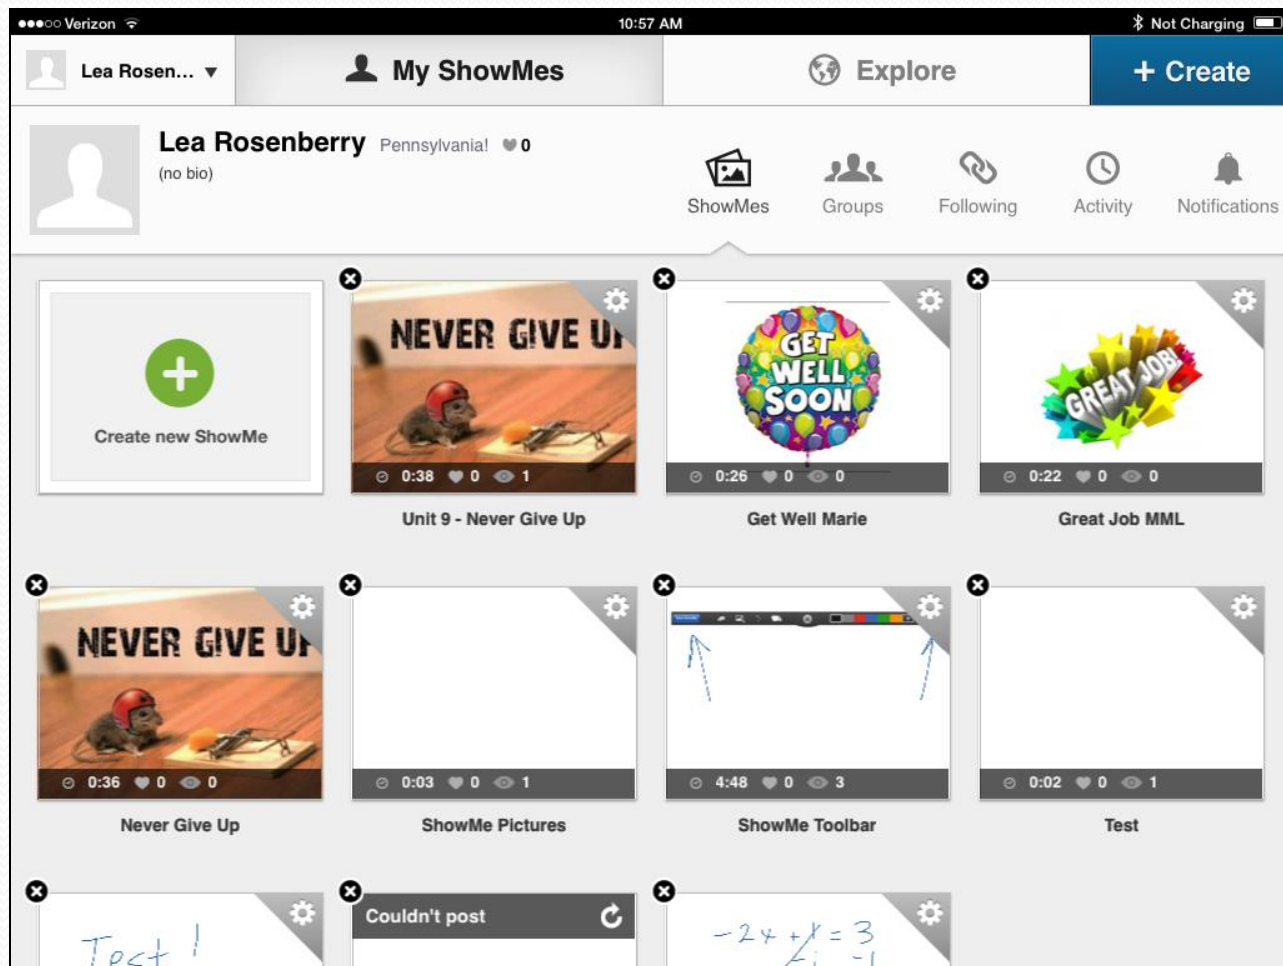 Verizon 10:57 AM Not Charging
Lea Rosen... ▼ My ShowMes Explore + Create
Lea Rosenberry Pennsylvania! 0
(no bio)
ShowMes Groups Following Activity Notifications
Create new ShowMe
NEVER GIVE UP
0:38 0 1
Unit 9 - Never Give Up
GET
WELL
SOON
0:26 0 0
Get Well Marie
GREAT JOB!
0:22 0 0
Great Job MML
NEVER GIVE UP
0:36 0 0
Never Give Up
0:03 0 1
ShowMe Pictures
4:48 0 3
ShowMe Toolbar
0:02 0 1
Test
Test 1
Couldn't post